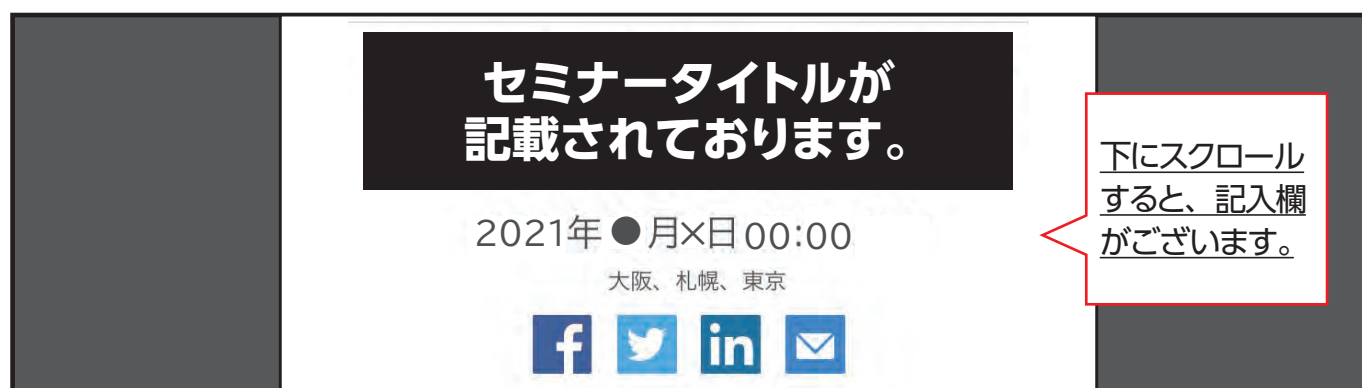 セミナータイトルが
記載されております。
2021年●月×日00:00
大阪、札幌、東京
下にスクロール
すると、記入欄
がございます。